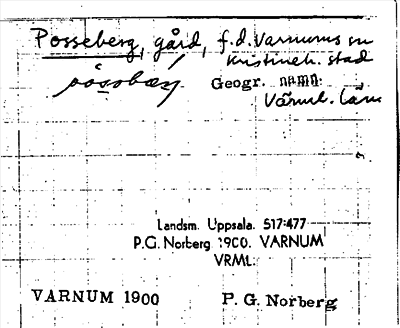 Posseberg, gård, f.d. Varnums sn
Kristineh. stad
Geogr. namn:
Värml. län
Landsm. Uppsala. 517:477
P.G. Norberg 1900. VARNUM
VRML.
VARNUM 1900 P. G. Norberg